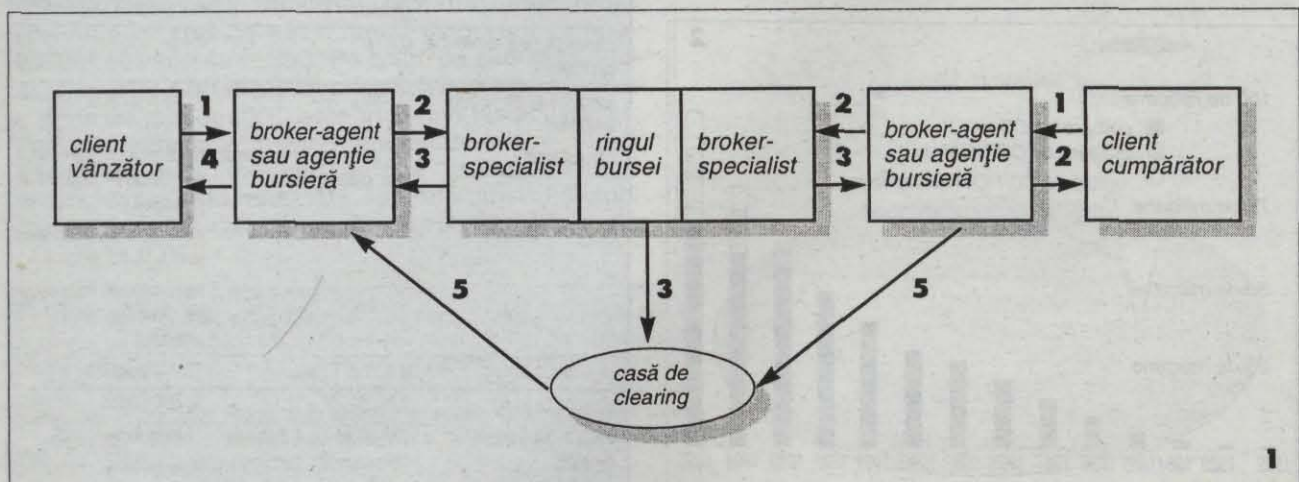 client
vânzător
1
4
broker-agent
sau agenţie
bursieră
2
3
broker-
specialist
ringul
bursei
broker-
specialist
2
3
broker-agent
sau agenţie
bursieră
1
2
client
cumpărător
5
3
5
casă de
clearing
1